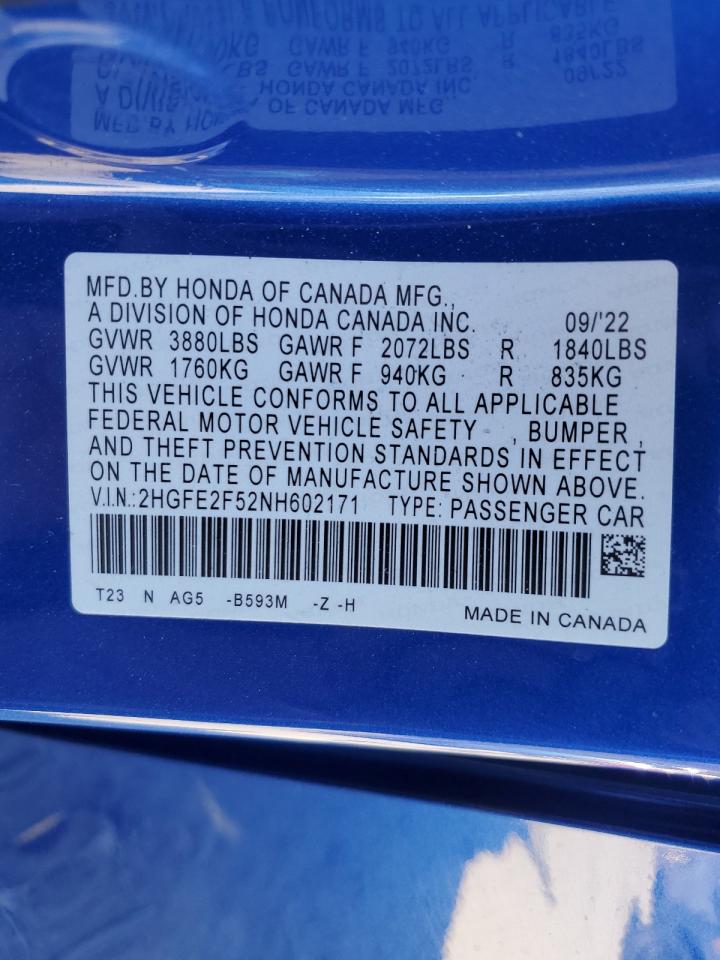 MFD.BY HONDA OF CANADA MFG.,
A DIVISION OF HONDA CANADA INC. 09/'22
GVWR 3880LBS GAWR F 2072LBS R 1840LBS
GVWR 1760KG GAWR F 940KG R 835KG
THIS VEHICLE CONFORMS TO ALL APPLICABLE
FEDERAL MOTOR VEHICLE SAFETY , BUMPER ,
AND THEFT PREVENTION STANDARDS IN EFFECT
ON THE DATE OF MANUFACTURE SHOWN ABOVE.
V.I.N.:2HGFE2F52NH602171 TYPE: PASSENGER CAR
T23 N AG5 -B593M -Z -H
MADE IN CANADA